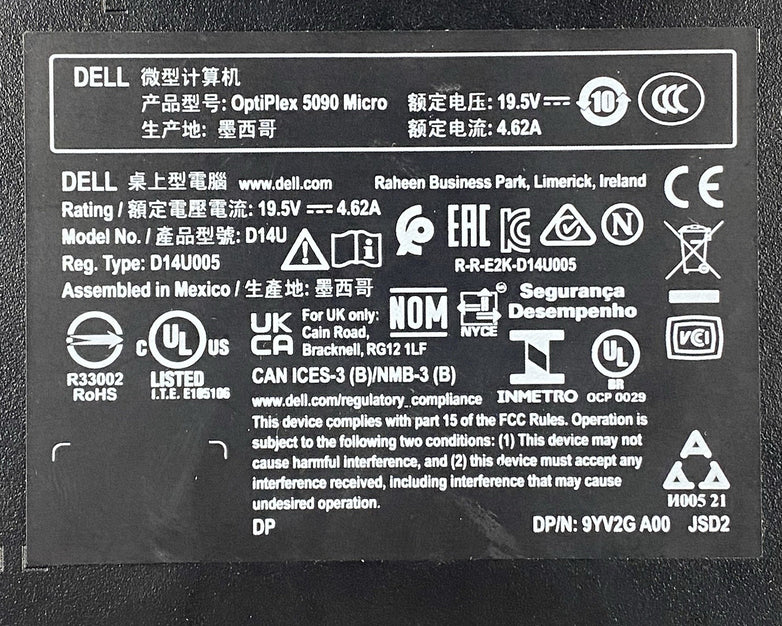 DELL 微型计算机
产品型号: OptiPlex 5090 Micro 额定电压: 19.5V⎓ 10 CCC
生产地: 墨西哥 额定电流: 4.62A
DELL 桌上型電腦 www.dell.com Raheen Business Park, Limerick, Ireland CE
Rating / 額定電壓電流: 19.5V ⎓ 4.62A
Model No. / 產品型號: D14U EAC N
Reg. Type: D14U005 R-R-E2K-D14U005
Assembled in Mexico / 生產地: 墨西哥
R33002
RoHS
c UL US
LISTED
I.T.E. E185106
UK
CA
For UK only:
Cain Road,
Bracknell, RG12 1LF
NOM
NYCE
Segurança
Desempenho
INMETRO
UL
BR
OCP 0029
VCI
CAN ICES-3 (B)/NMB-3 (B)
www.dell.com/regulatory_compliance
This device complies with part 15 of the FCC Rules. Operation is
subject to the following two conditions: (1) This device may not
cause harmful interference, and (2) this device must accept any
interference received, including interference that may cause
undesired operation.
И005 21
DP DP/N: 9YV2G A00 JSD2